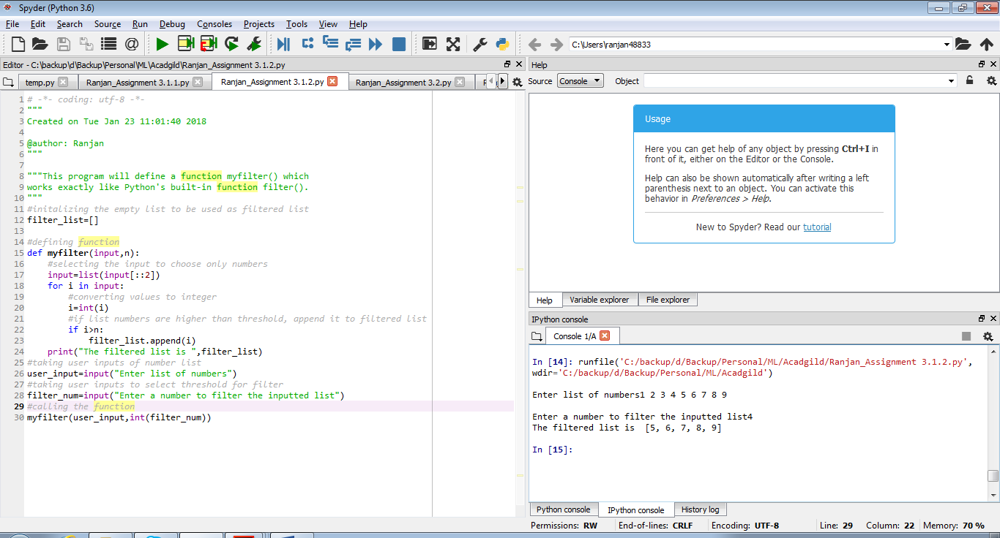 Spyder (Python 3.6)
File Edit Search Source Run Debug Consoles Projects Tools View Help
C:\Users\ranjan48833
Editor - C:\backup\d\Backup\Personal\ML\Acadgild\Ranjan_Assignment 3.1.2.py
temp.py Ranjan_Assignment 3.1.1.py Ranjan_Assignment 3.1.2.py Ranjan_Assignment 3.2.py
1 # -*- coding: utf-8 -*-
2 """
3 Created on Tue Jan 23 11:01:40 2018
4
5 @author: Ranjan
6 """
7
8 """This program will define a function myfilter() which
9 works exactly like Python's built-in function filter().
10 """
11 #initalizing the empty list to be used as filtered list
12 filter_list=[]
13
14 #defining function
15 def myfilter(input,n):
16     #selecting the input to choose only numbers
17     input=list(input[::2])
18     for i in input:
19         #converting values to integer
20         i=int(i)
21         #if list numbers are higher than threshold, append it to filtered list
22         if i>n:
23             filter_list.append(i)
24     print("The filtered list is ",filter_list)
25 #taking user inputs of number list
26 user_input=input("Enter list of numbers")
27 #taking user inputs to select threshold for filter
28 filter_num=input("Enter a number to filter the inputted list")
29 #calling the function
30 myfilter(user_input,int(filter_num))
Help
Source Console Object
Usage
Here you can get help of any object by pressing Ctrl+I in
front of it, either on the Editor or the Console.
Help can also be shown automatically after writing a left
parenthesis next to an object. You can activate this
behavior in Preferences > Help.
New to Spyder? Read our tutorial
Help Variable explorer File explorer
IPython console
Console 1/A
In [14]: runfile('C:/backup/d/Backup/Personal/ML/Acadgild/Ranjan_Assignment 3.1.2.py',
wdir='C:/backup/d/Backup/Personal/ML/Acadgild')
Enter list of numbers1 2 3 4 5 6 7 8 9
Enter a number to filter the inputted list4
The filtered list is  [5, 6, 7, 8, 9]
In [15]:
Python console IPython console History log
Permissions: RW End-of-lines: CRLF Encoding: UTF-8 Line: 29 Column: 22 Memory: 70 %